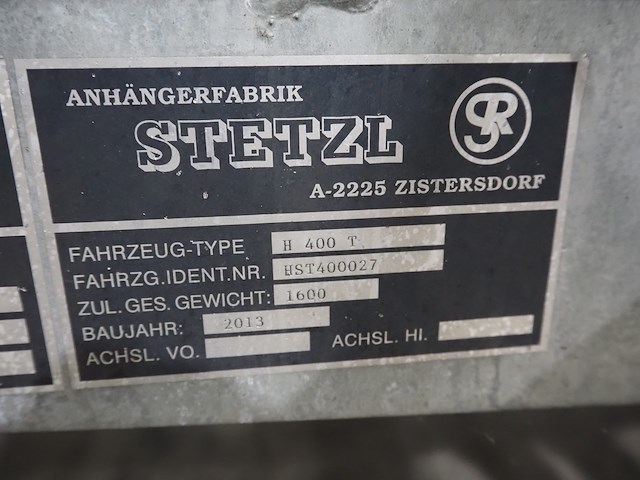 ANHÄNGERFABRIK
STETZL
SRJ
A-2225 ZISTERSDORF
FAHRZEUG-TYPE H 400 T
FAHRZG.IDENT.NR. HST400027
ZUL.GES.GEWICHT: 1600
BAUJAHR: 2013
ACHSL. VO. ACHSL. HI.